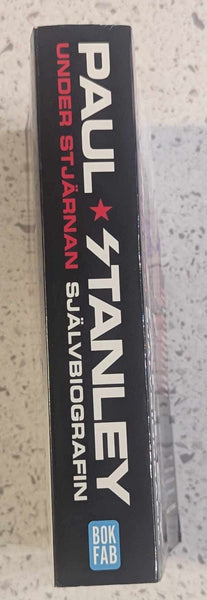 PAUL ★ STANLEY
UNDER STJÄRNAN SJÄLVBIOGRAFIN
BOK
FAB